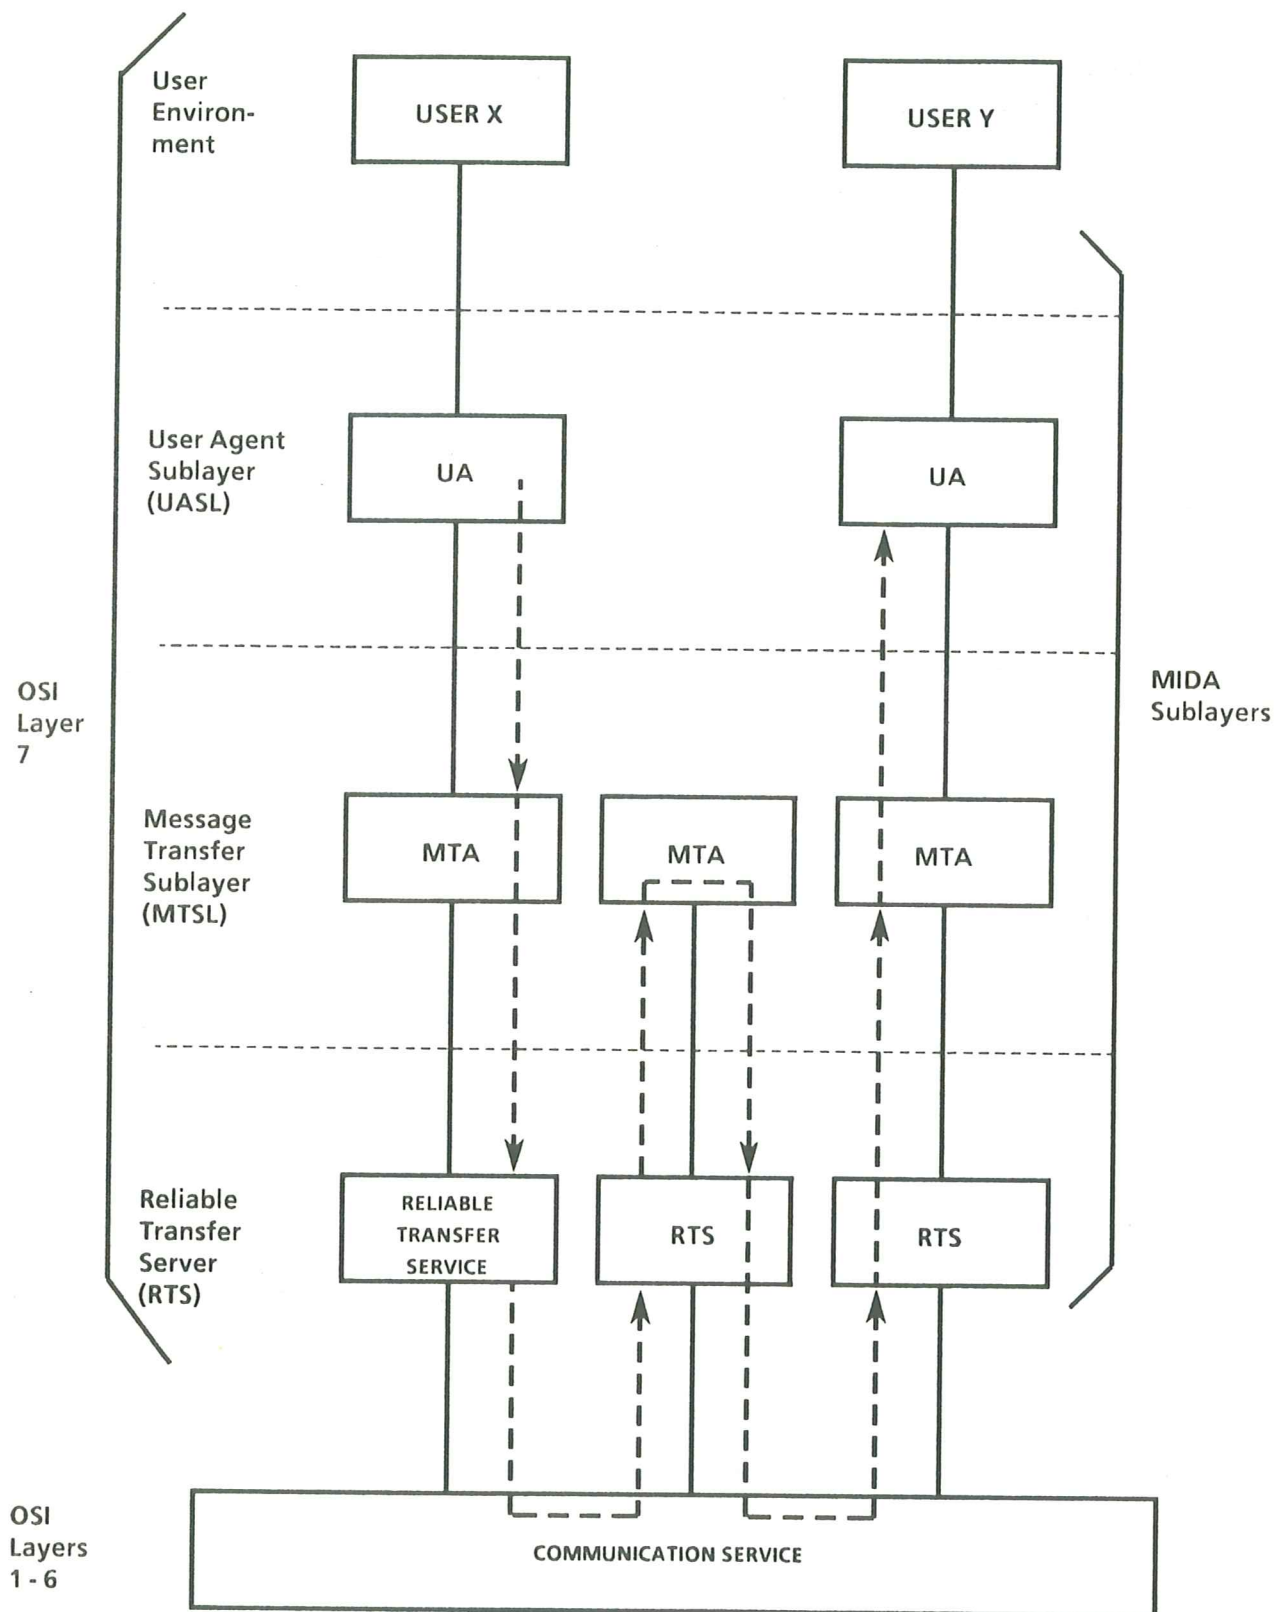 User
Environ-
ment
USER X
USER Y
User Agent
Sublayer
(UASL)
UA
UA
OSI
Layer
7
MIDA
Sublayers
Message
Transfer
Sublayer
(MTSL)
MTA
MTA
MTA
Reliable
Transfer
Server
(RTS)
RELIABLE
TRANSFER
SERVICE
RTS
RTS
OSI
Layers
1 - 6
COMMUNICATION SERVICE